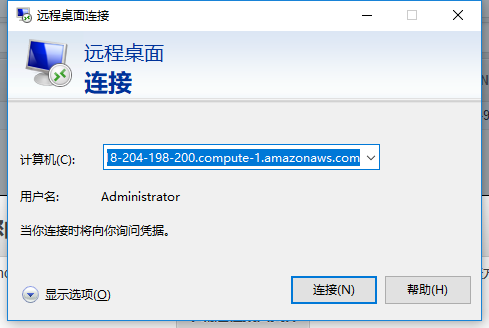 远程桌面连接
远程桌面
连接
计算机(C):
8-204-198-200.compute-1.amazonaws.com
用户名:
Administrator
当你连接时将向你询问凭据。
显示选项(O)
连接(N)
帮助(H)